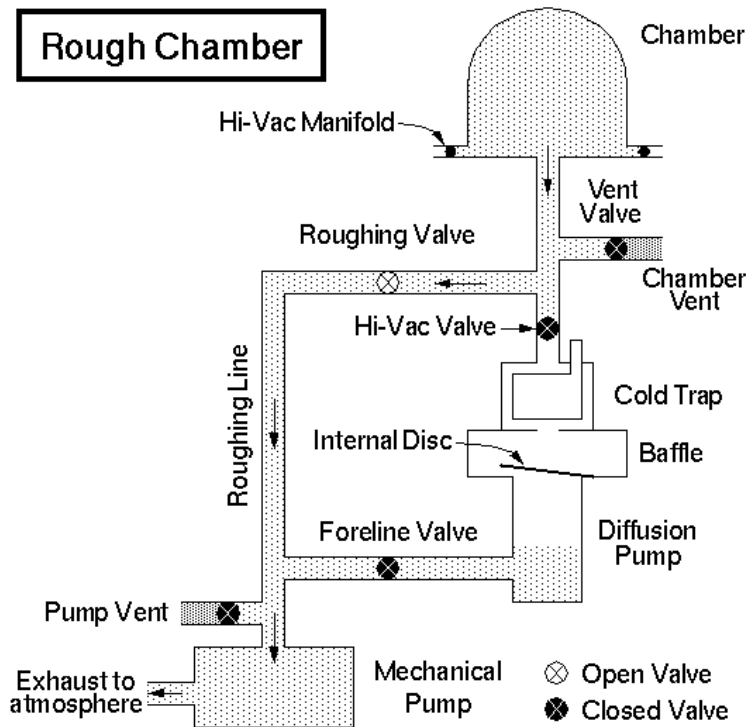 Rough Chamber
Chamber
Hi-Vac Manifold
Vent
Valve
Roughing Valve
Chamber
Vent
Hi-Vac Valve
Cold Trap
Roughing Line
Internal Disc
Baffle
Foreline Valve
Diffusion
Pump
Pump Vent
Exhaust to
atmosphere
Mechanical
Pump
Open Valve
Closed Valve